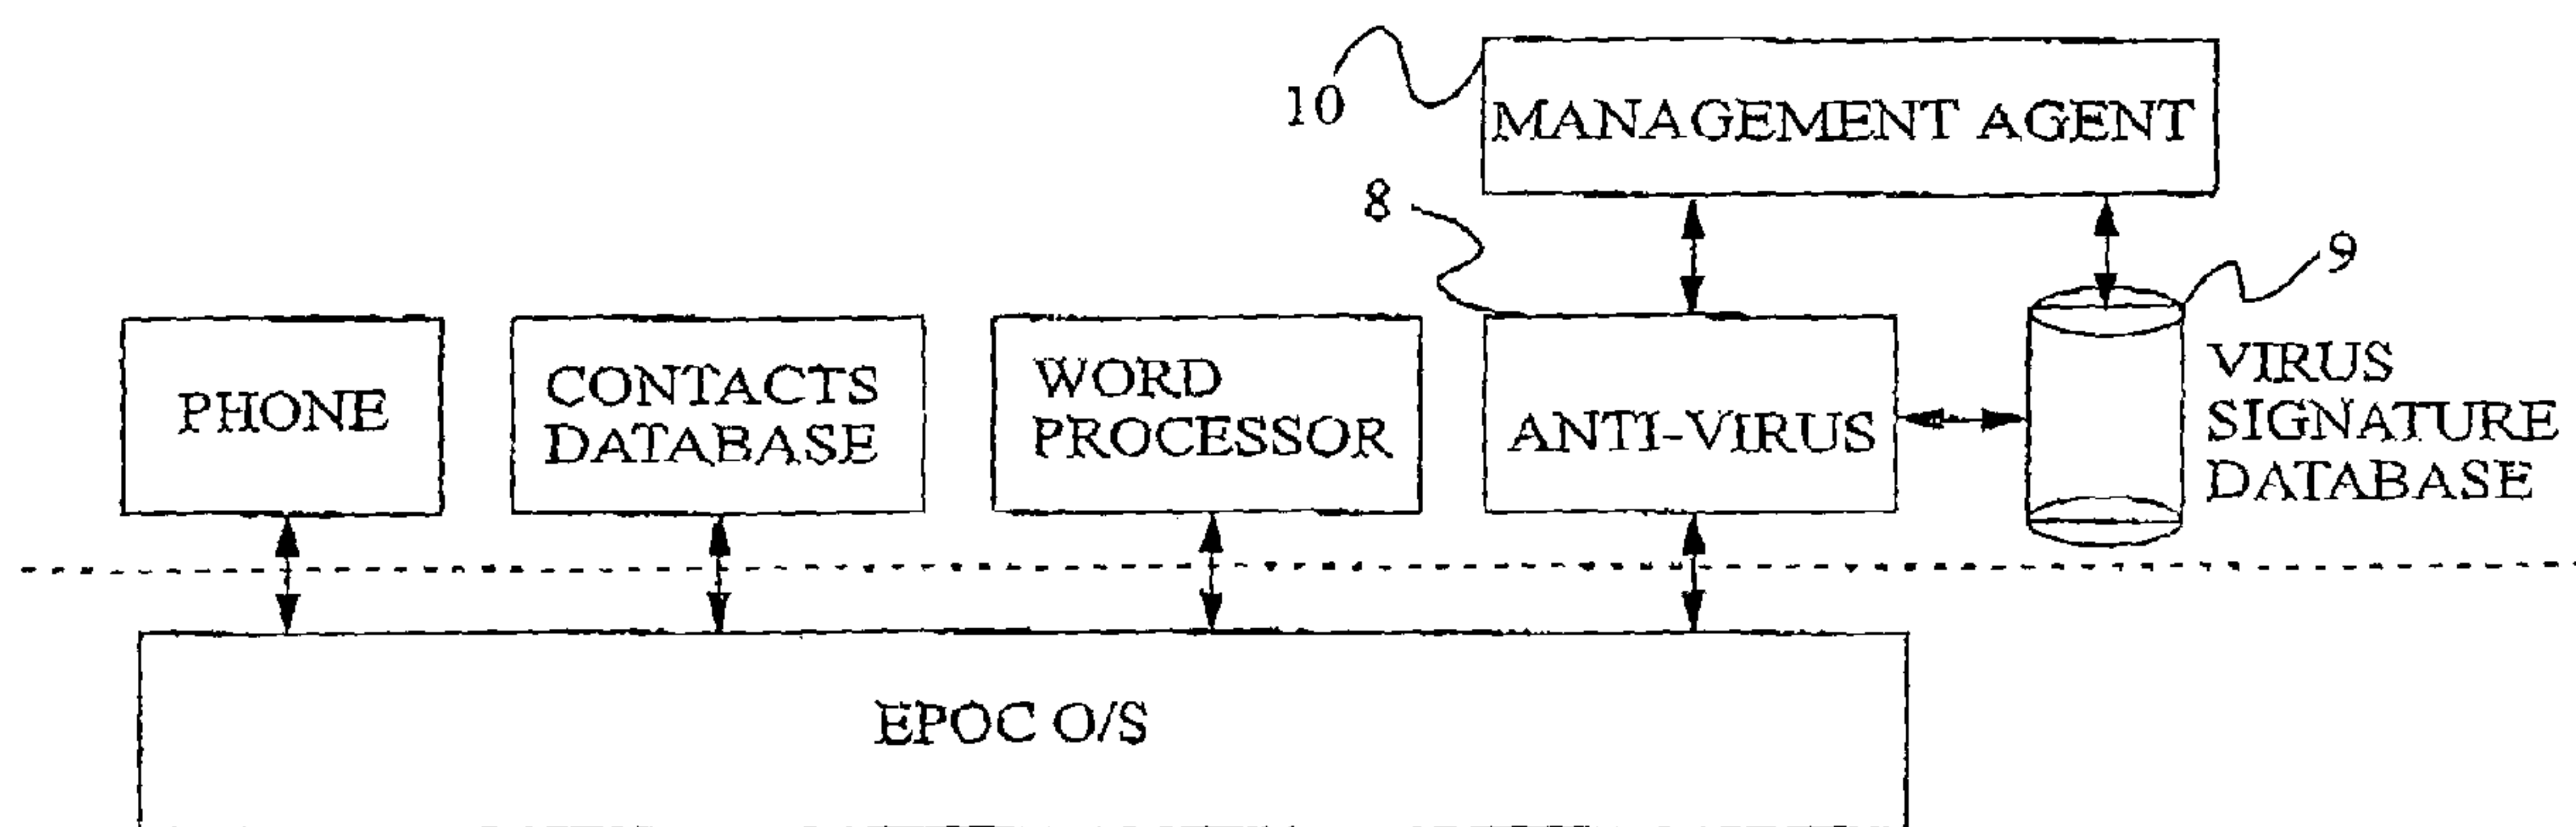 10
MANAGEMENT AGENT
8
9
PHONE
CONTACTS
DATABASE
WORD
PROCESSOR
ANTI-VIRUS
VIRUS
SIGNATURE
DATABASE
EPOC O/S